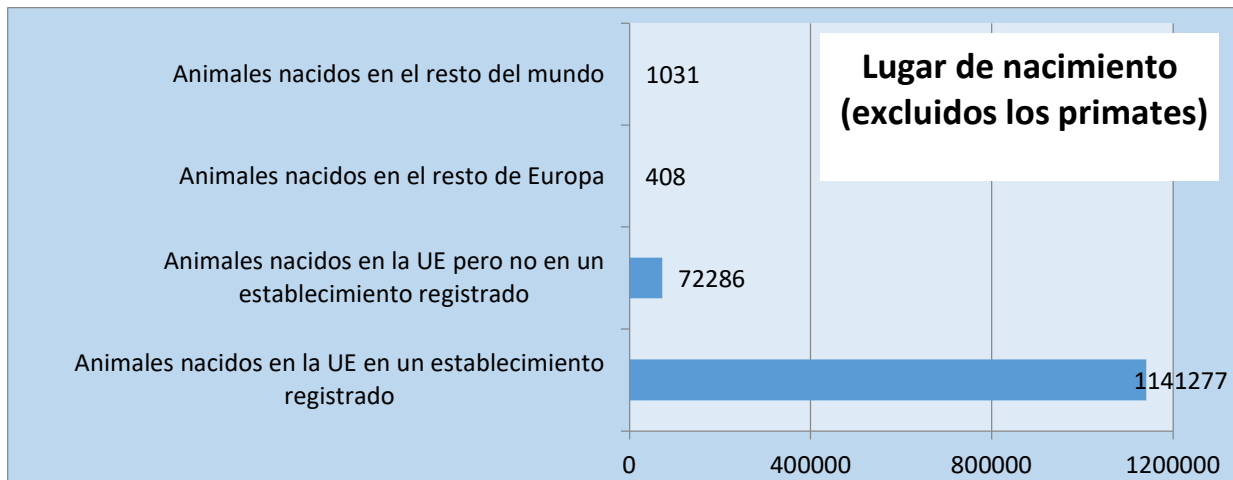 Lugar de nacimiento
(excluidos los primates)
Animales nacidos en el resto del mundo
1031
Animales nacidos en el resto de Europa
408
Animales nacidos en la UE pero no en un
establecimiento registrado
72286
Animales nacidos en la UE en un establecimiento
registrado
1141277
0 400000 800000 1200000